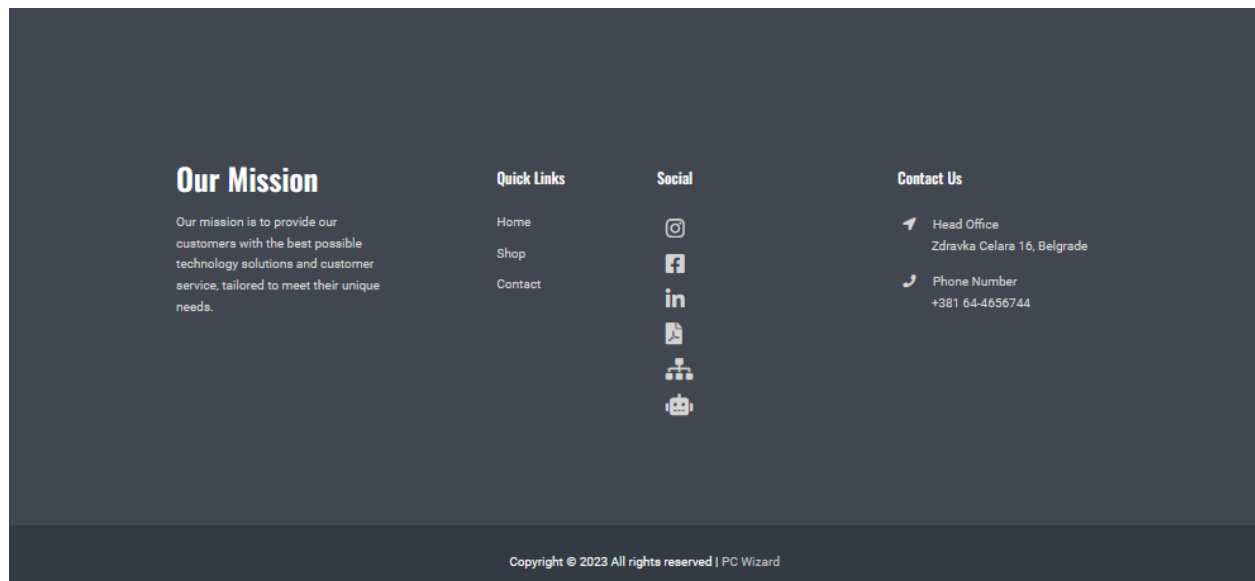 Our Mission
Our mission is to provide our
customers with the best possible
technology solutions and customer
service, tailored to meet their unique
needs.
Quick Links
Home
Shop
Contact
Social
Contact Us
Head Office
Zdravka Celara 16, Belgrade
Phone Number
+381 64-4656744
Copyright © 2023 All rights reserved | PC Wizard